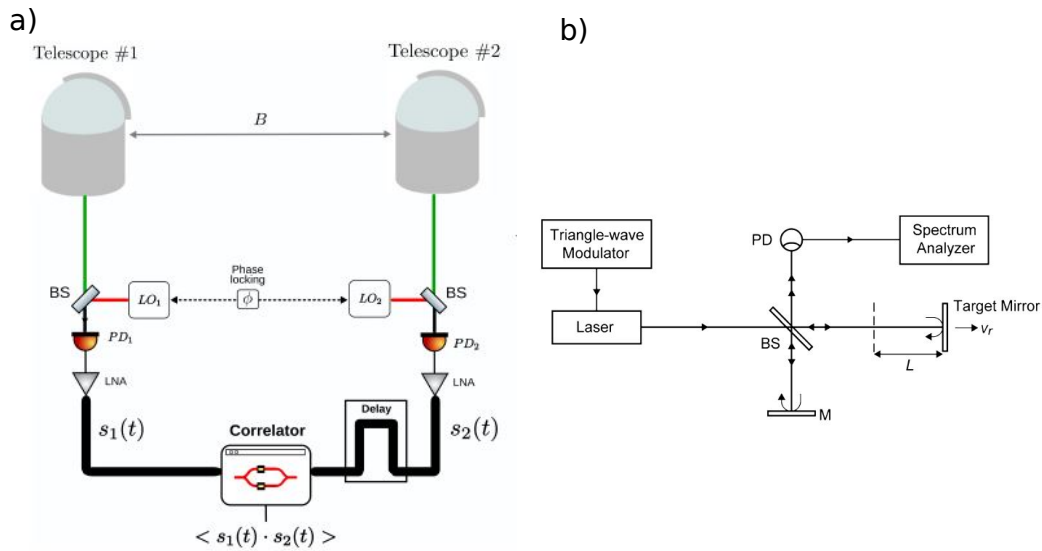 a)
Telescope #1
Telescope #2
B
BS
LO₁
Phase
locking
ϕ
LO₂
BS
PD₁
PD₂
LNA
LNA
s₁(t)
Correlator
Delay
s₂(t)
< s₁(t) · s₂(t) >
b)
Triangle-wave
Modulator
Laser
PD
Spectrum
Analyzer
BS
Target Mirror
vᵣ
L
M